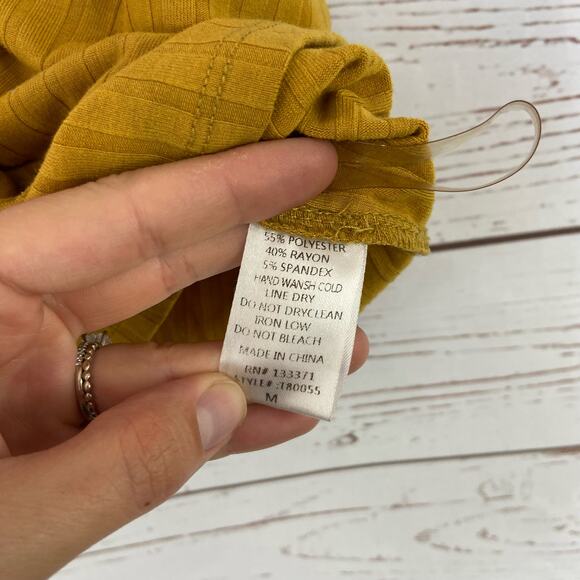 55% POLYESTER
40% RAYON
5% SPANDEX
HAND WANSH COLD
LINE DRY
DO NOT DRYCLEAN
IRON LOW
DO NOT BLEACH
MADE IN CHINA
RN# 133371
STYLE# :T80055
M